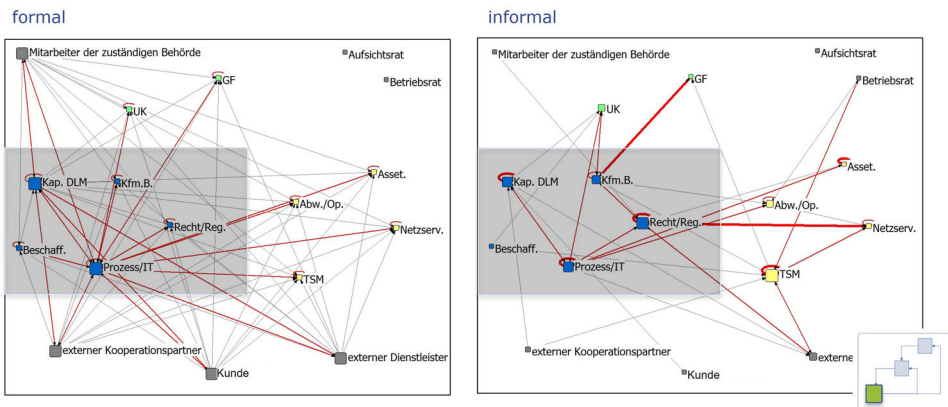 formal
informal
Mitarbeiter der zuständigen Behörde
Aufsichtsrat
GF
Betriebsrat
UK
Asset.
Kap. DLM
Kfm.B.
Abw./Op.
Recht/Reg.
Netzserv.
Beschaff.
Prozess/IT
TSM
externer Kooperationspartner
externer Dienstleister
Kunde
Mitarbeiter der zuständigen Behörde
Aufsichtsrat
GF
Betriebsrat
UK
Asset.
Kap. DLM
Kfm.B.
Abw./Op.
Recht/Reg.
Netzserv.
Beschaff.
Prozess/IT
TSM
externer Kooperationspartner
externe
Kunde